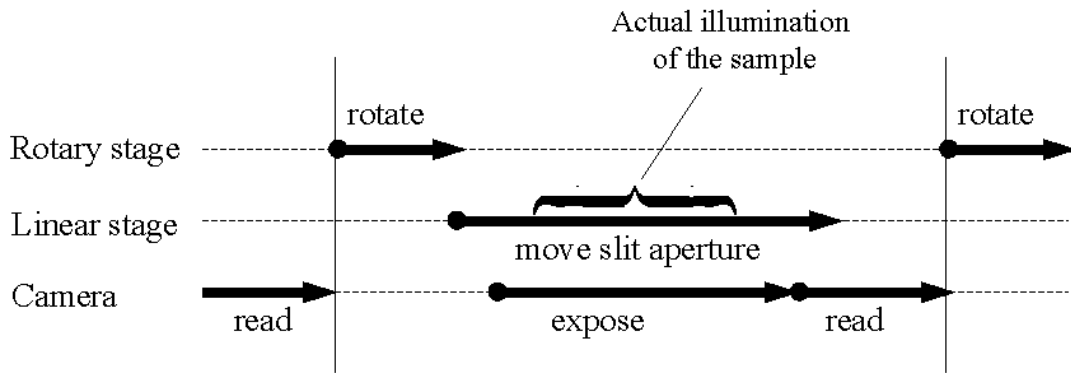 Actual illumination
of the sample
rotate
rotate
Rotary stage
Linear stage
move slit aperture
Camera
read
expose
read